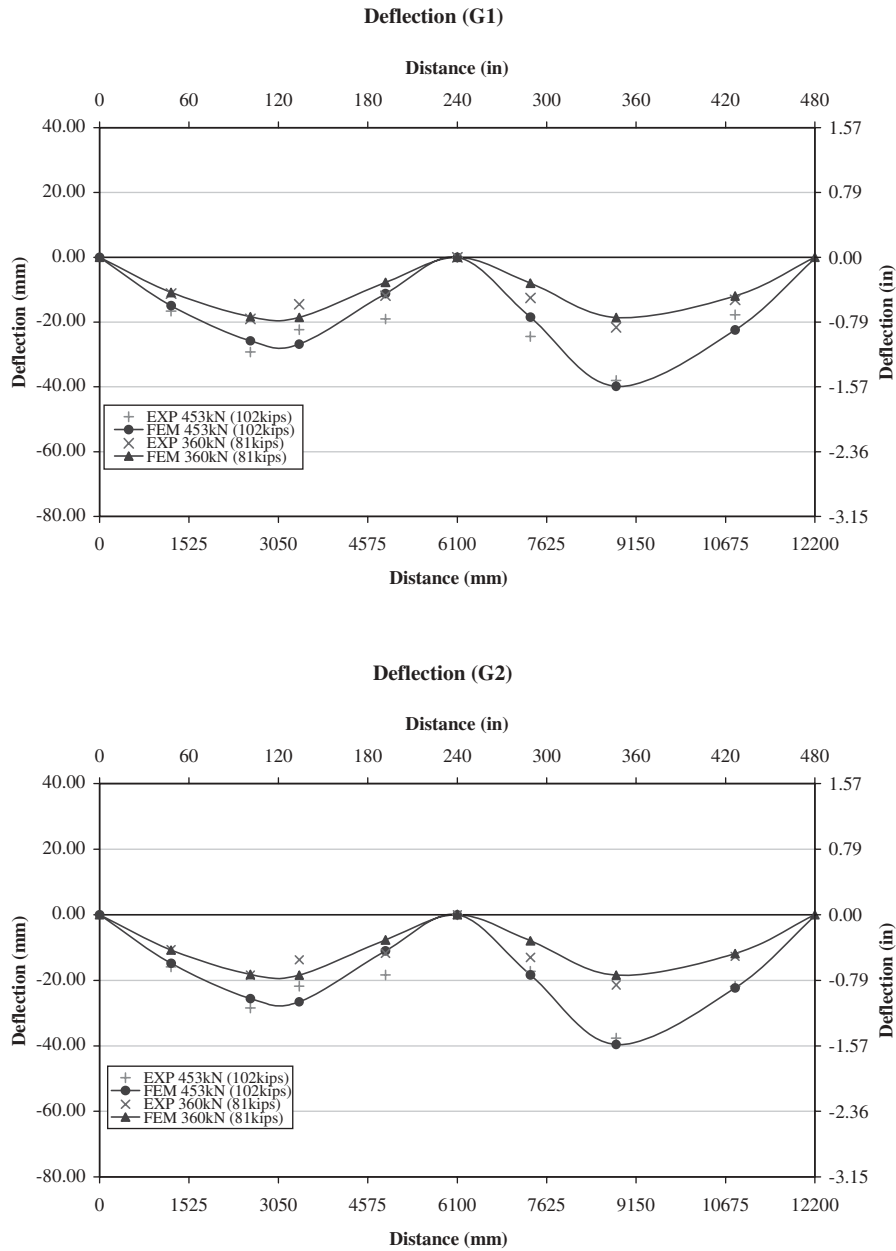 Deflection (G1)
Distance (in)
0 60 120 180 240 300 360 420 480
40.00 1.57
20.00 0.79
0.00 0.00
-20.00 -0.79
-40.00 -1.57
-60.00 -2.36
-80.00 -3.15
Deflection (mm)
Deflection (in)
EXP 453kN (102kips)
FEM 453kN (102kips)
EXP 360kN (81kips)
FEM 360kN (81kips)
0 1525 3050 4575 6100 7625 9150 10675 12200
Distance (mm)
Deflection (G2)
Distance (in)
0 60 120 180 240 300 360 420 480
40.00 1.57
20.00 0.79
0.00 0.00
-20.00 -0.79
-40.00 -1.57
-60.00 -2.36
-80.00 -3.15
Deflection (mm)
Deflection (in)
EXP 453kN (102kips)
FEM 453kN (102kips)
EXP 360kN (81kips)
FEM 360kN (81kips)
0 1525 3050 4575 6100 7625 9150 10675 12200
Distance (mm)